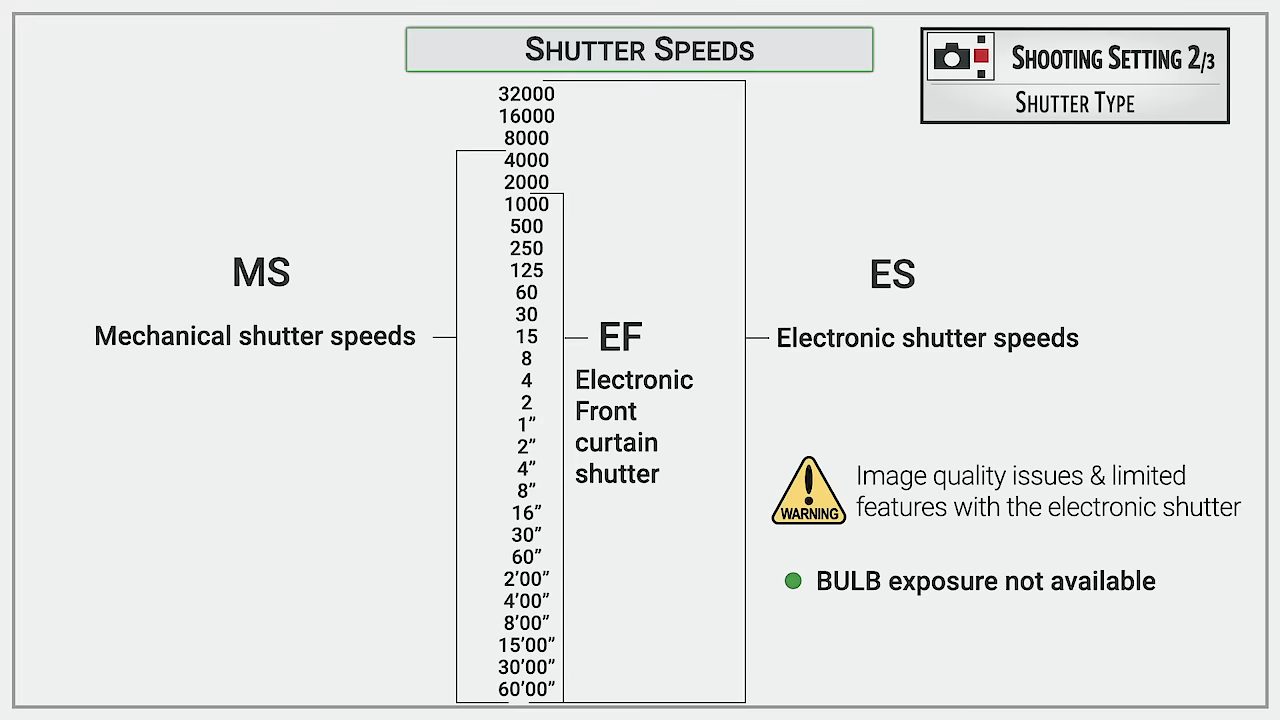 SHUTTER SPEEDS
SHOOTING SETTING 2/3
SHUTTER TYPE
32000
16000
8000
4000
2000
1000
500
250
125
60
30
15
8
4
2
1”
2”
4”
8”
16”
30”
60”
2’00”
4’00”
8’00”
15’00”
30’00”
60’00”
MS
Mechanical shutter speeds
EF
Electronic
Front
curtain
shutter
ES
Electronic shutter speeds
WARNING
Image quality issues & limited
features with the electronic shutter
BULB exposure not available